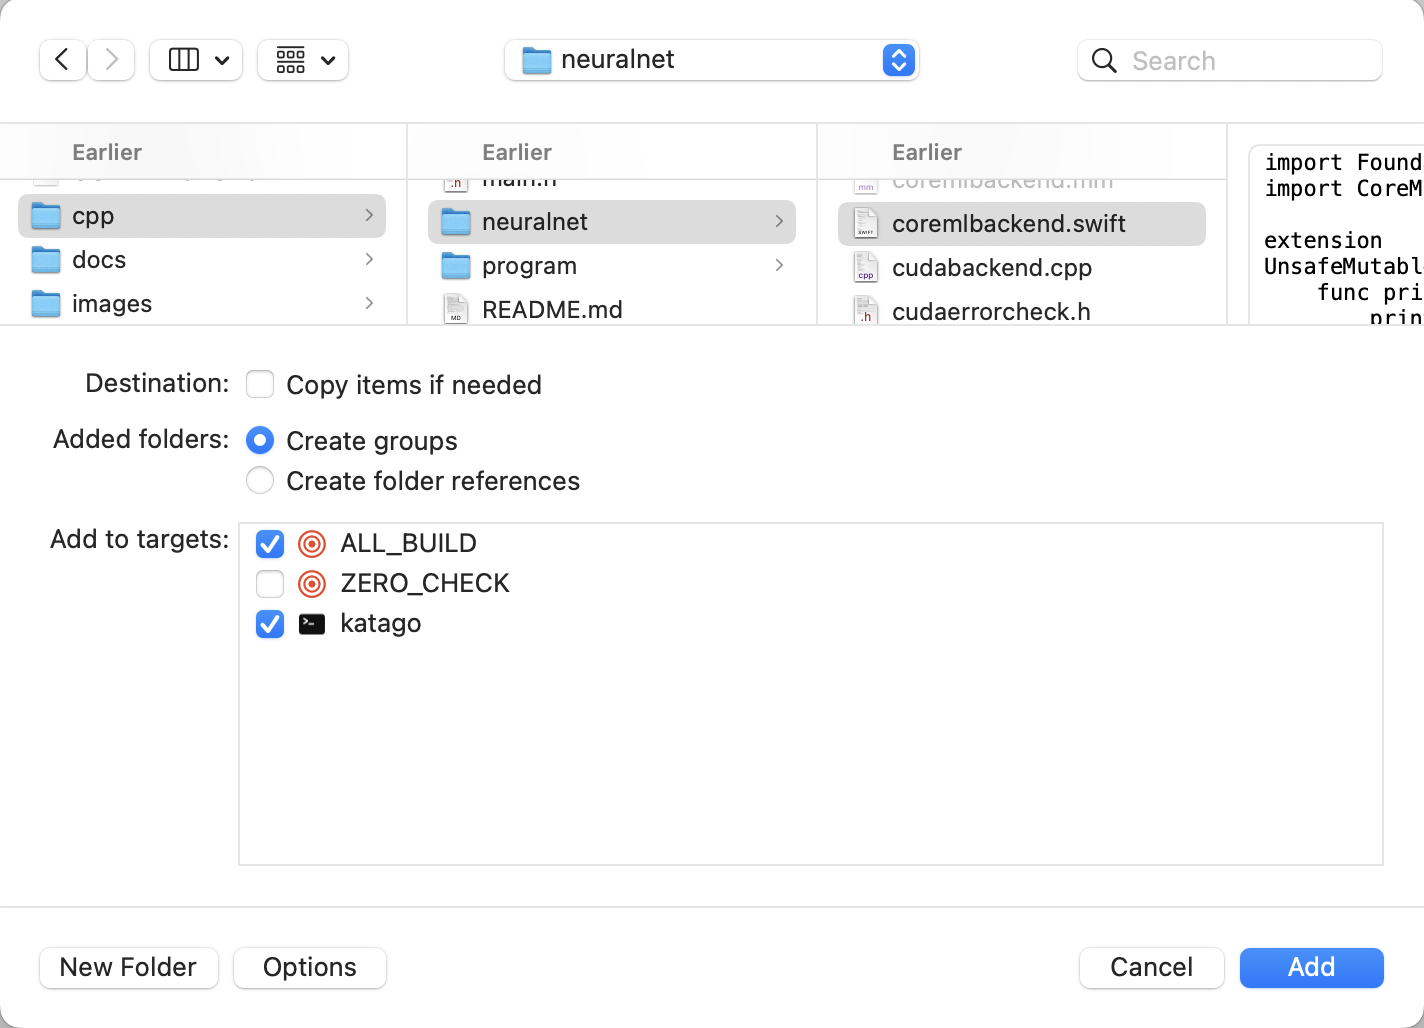 neuralnet
Search
Earlier
Earlier
Earlier
cpp
docs
images
main.h
neuralnet
program
README.md
coremlbackend.mm
coremlbackend.swift
cudabackend.cpp
cudaerrorcheck.h
import Found
import CoreM
extension
UnsafeMutabl
func pri
prin
Destination:
Copy items if needed
Added folders:
Create groups
Create folder references
Add to targets:
ALL_BUILD
ZERO_CHECK
katago
New Folder
Options
Cancel
Add